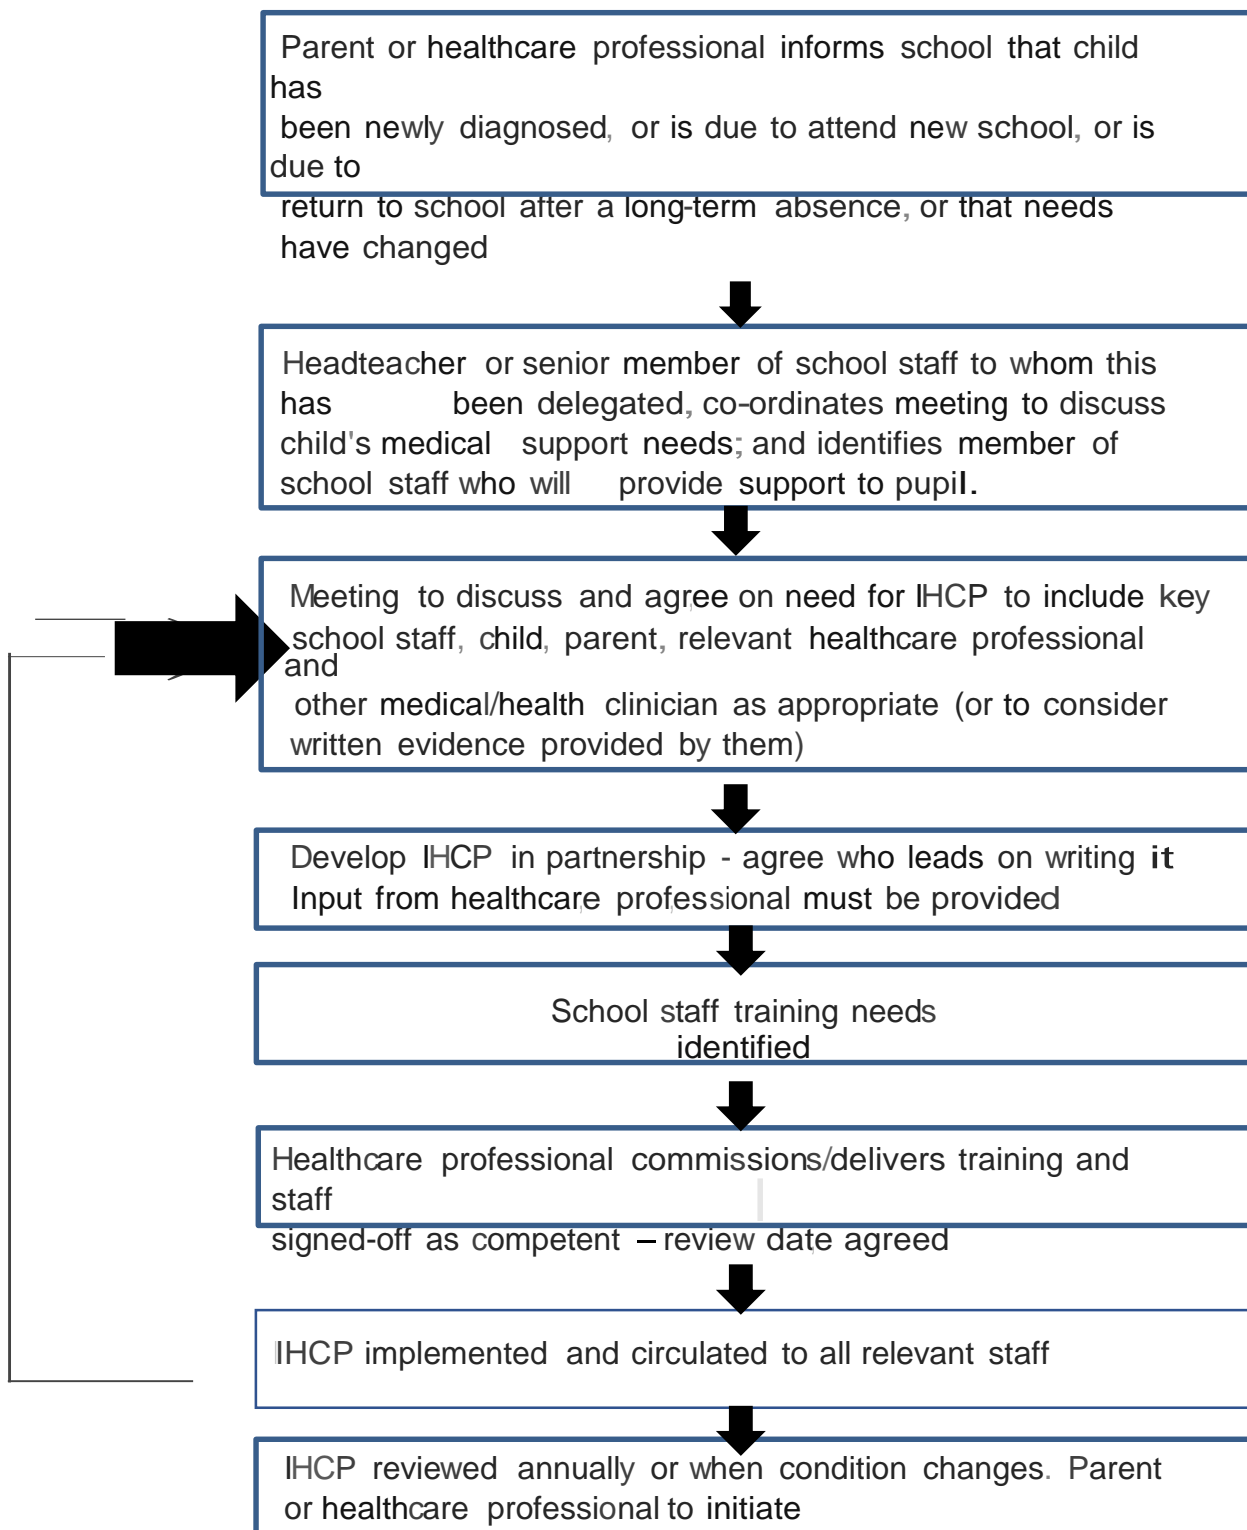 Parent or healthcare professional informs school that child
has
been newly diagnosed, or is due to attend new school, or is
due to
return to school after a long-term absence, or that needs
have changed
Headteacher or senior member of school staff to whom this
has been delegated, co-ordinates meeting to discuss
child's medical support needs; and identifies member of
school staff who will provide support to pupil.
Meeting to discuss and agree on need for IHCP to include key
school staff, child, parent, relevant healthcare professional
and
other medical/health clinician as appropriate (or to consider
written evidence provided by them)
Develop IHCP in partnership - agree who leads on writing it
Input from healthcare professional must be provided
School staff training needs
identified
Healthcare professional commissions/delivers training and
staff
signed-off as competent – review date agreed
IHCP implemented and circulated to all relevant staff
IHCP reviewed annually or when condition changes. Parent
or healthcare professional to initiate